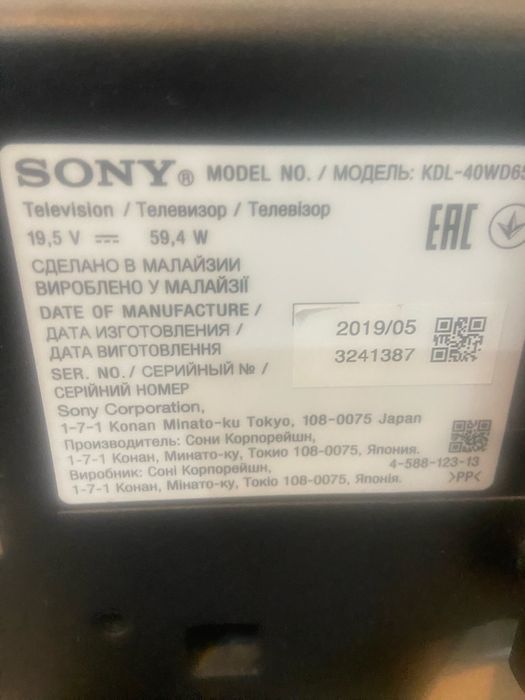 SONY® MODEL NO. / МОДЕЛЬ: KDL-40WD65
Television / Телевизор / Телевізор
19,5 V ⎓ 59,4 W
EAC
СДЕЛАНО В МАЛАЙЗИИ
ВИРОБЛЕНО У МАЛАЙЗІЇ
DATE OF MANUFACTURE /
ДАТА ИЗГОТОВЛЕНИЯ / 2019/05
ДАТА ВИГОТОВЛЕННЯ 3241387
SER. NO. / СЕРИЙНЫЙ № /
СЕРІЙНИЙ НОМЕР
Sony Corporation,
1-7-1 Konan Minato-ku Tokyo, 108-0075 Japan
Производитель: Сони Корпорейшн,
1-7-1 Конан, Минато-ку, Токио 108-0075, Япония.
Виробник: Соні Корпорейшн, 4-588-123-13
1-7-1 Конан, Мінато-ку, Токіо 108-0075, Японія. >PP<